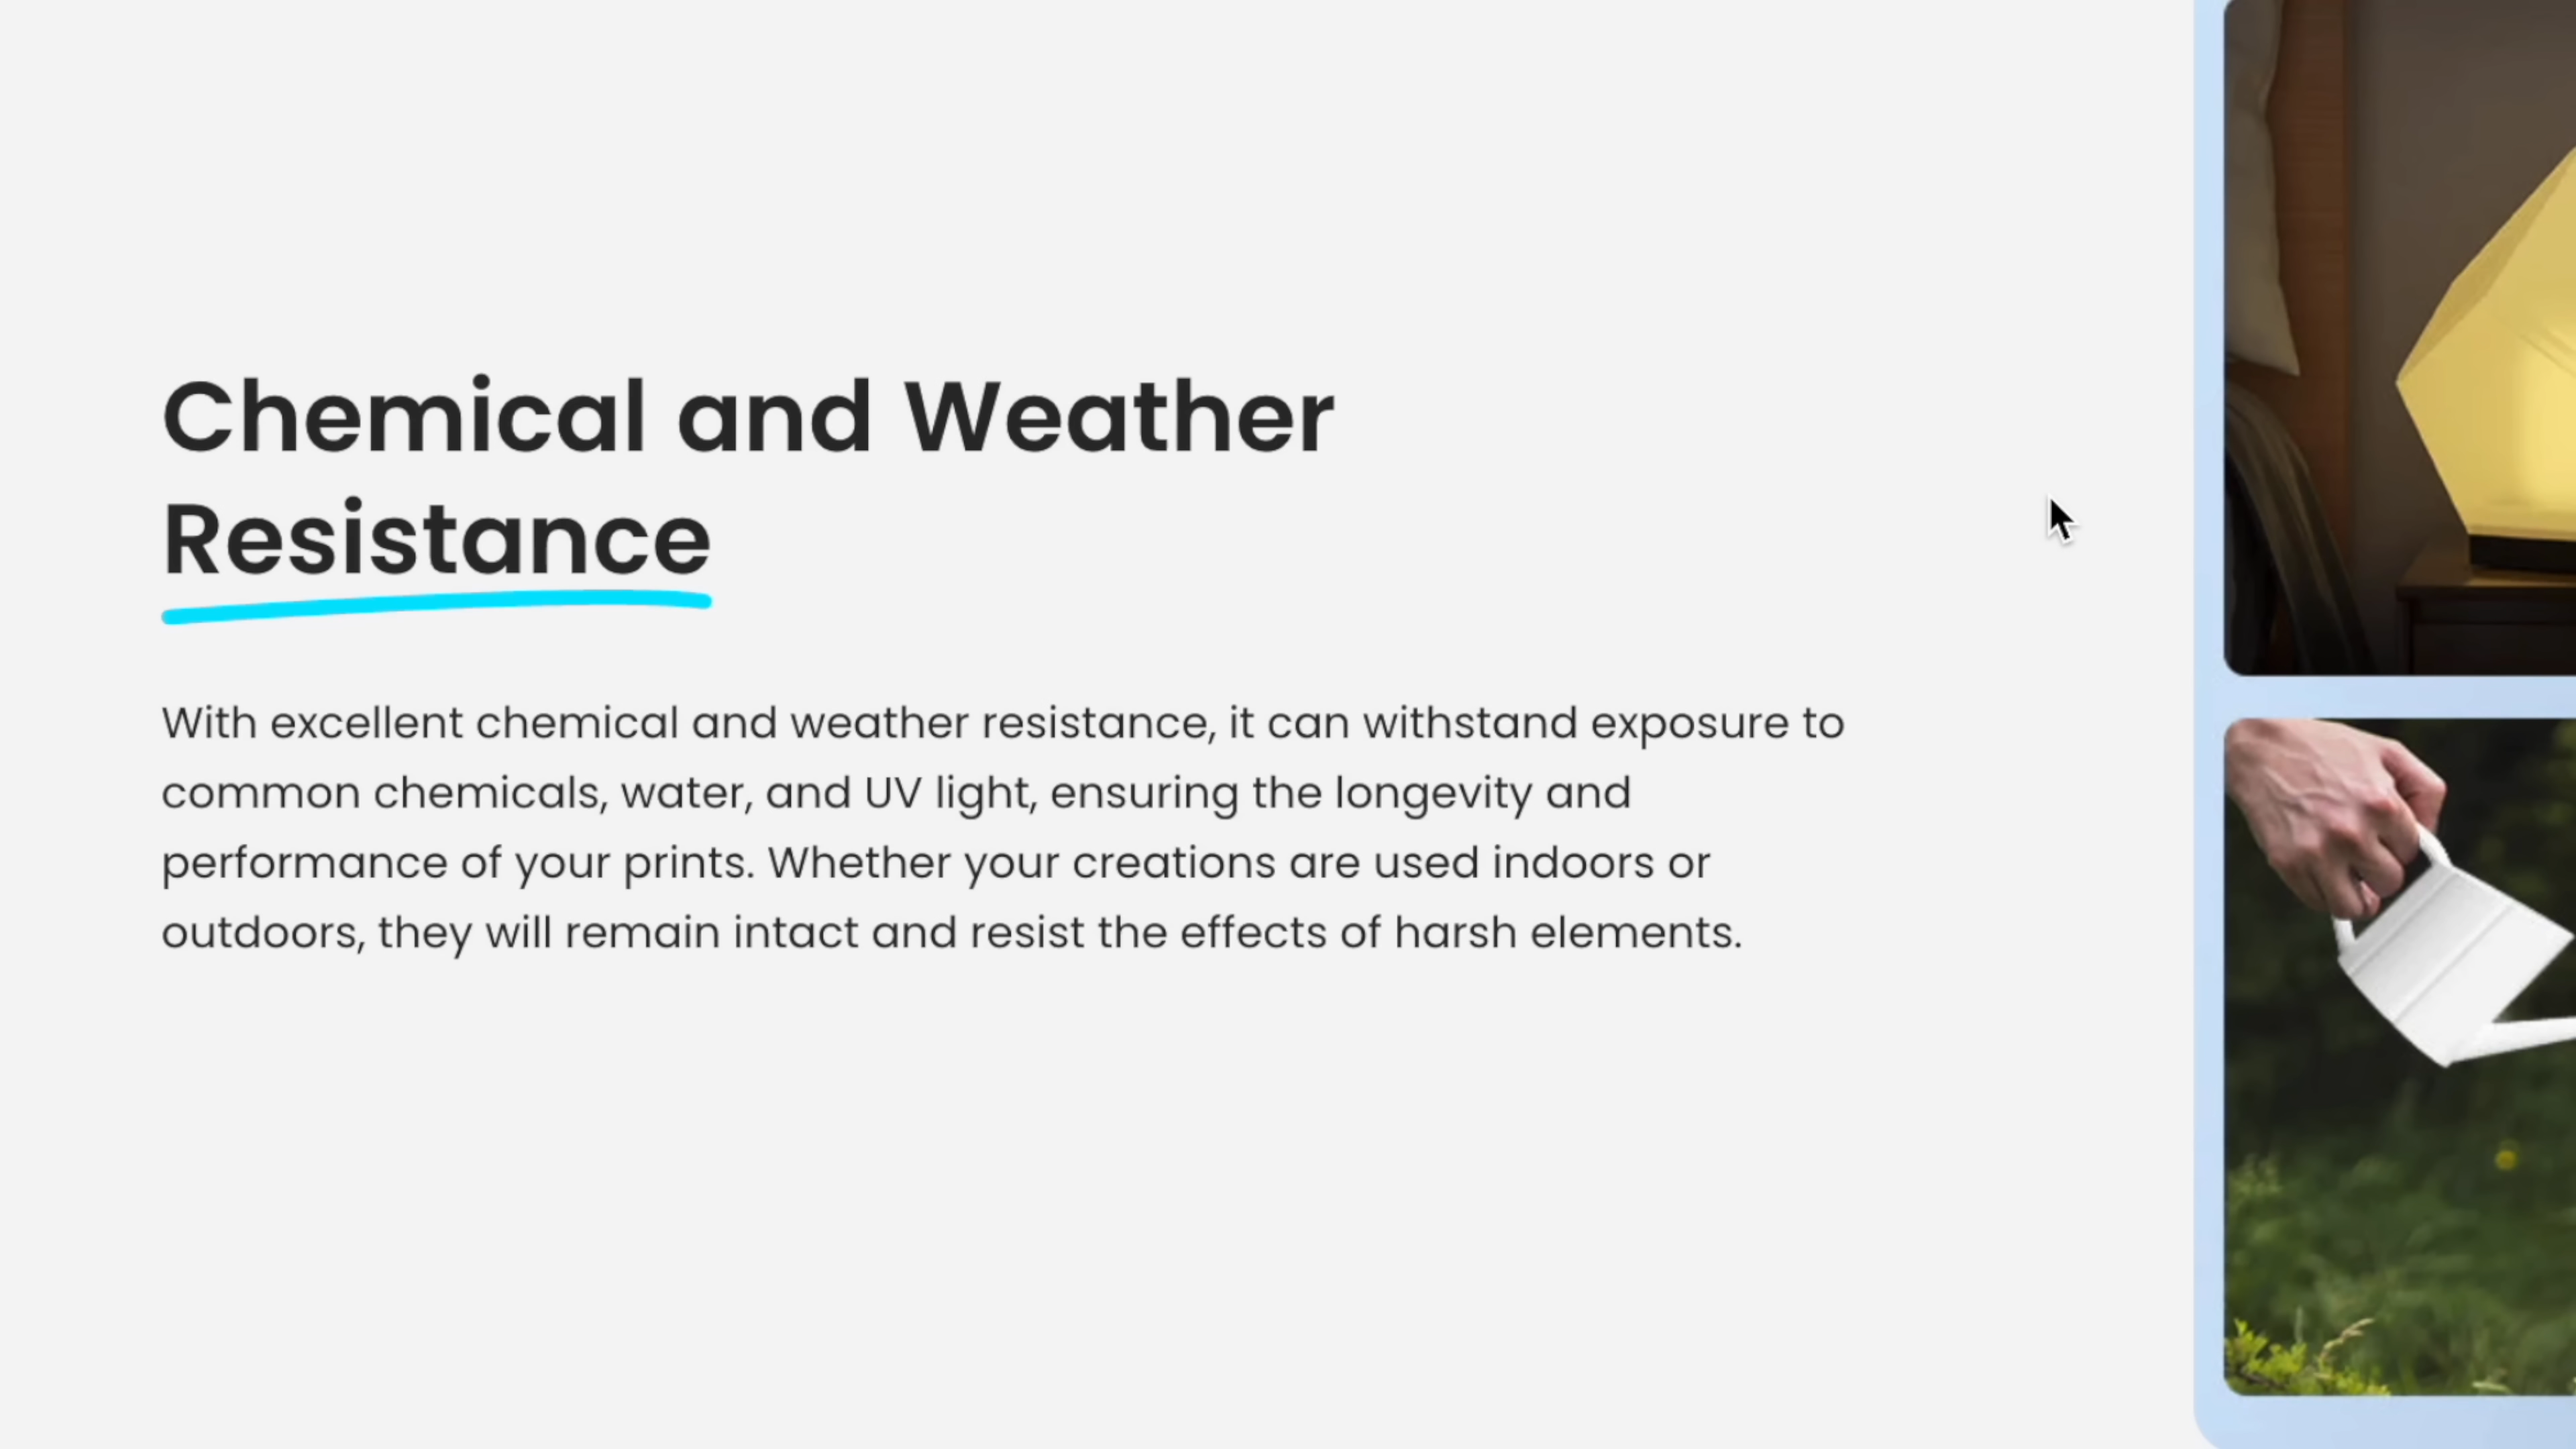 Chemical and Weather
Resistance
With excellent chemical and weather resistance, it can withstand exposure to
common chemicals, water, and UV light, ensuring the longevity and
performance of your prints. Whether your creations are used indoors or
outdoors, they will remain intact and resist the effects of harsh elements.